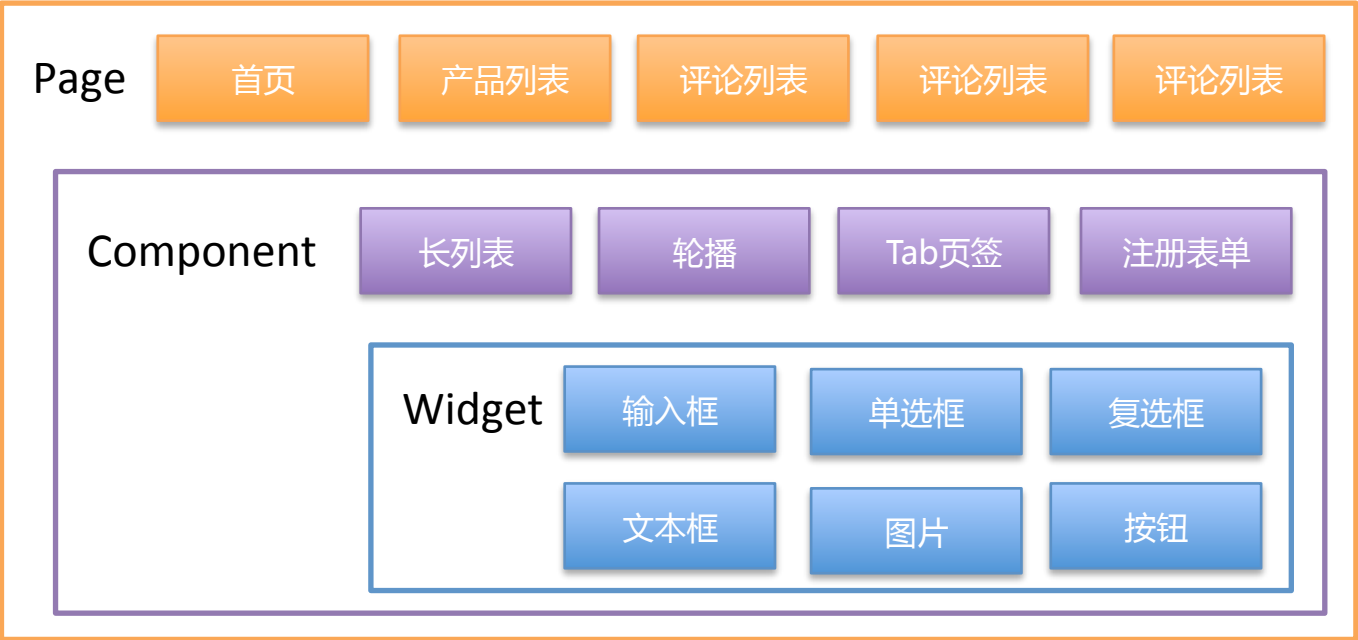 Page 首页 产品列表 评论列表 评论列表 评论列表
Component 长列表 轮播 Tab页签 注册表单
Widget 输入框 单选框 复选框
文本框 图片 按钮